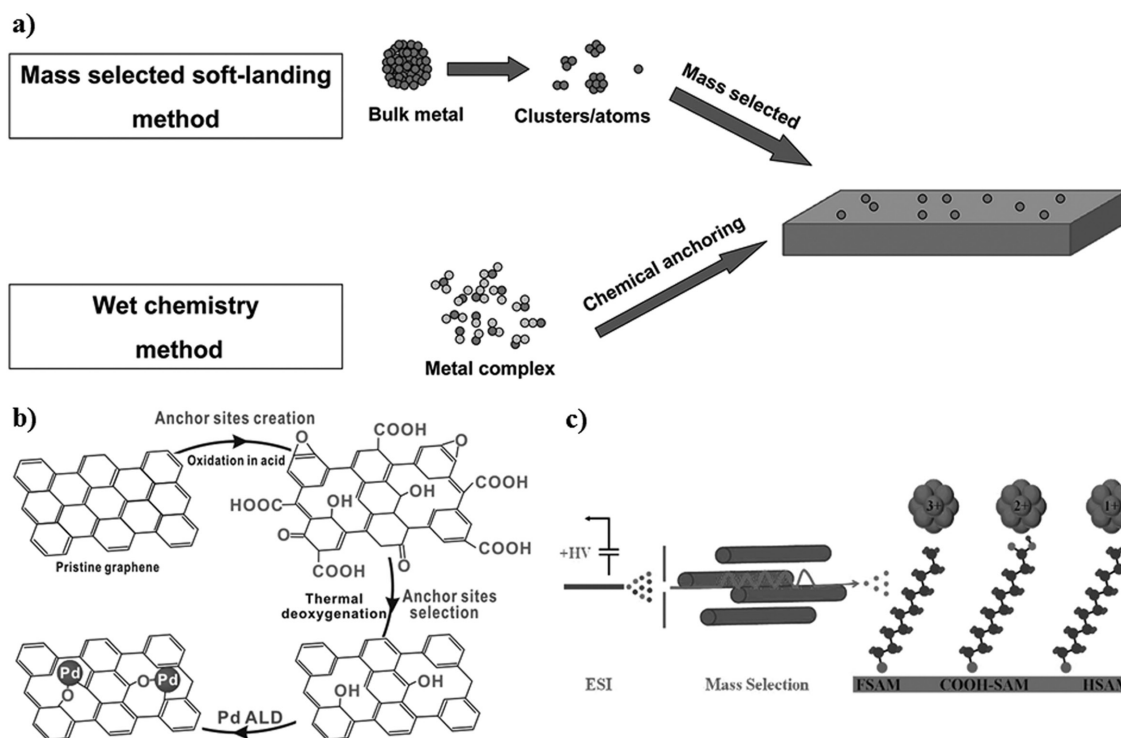 a)
Mass selected soft-landing
method
Bulk metal
Clusters/atoms
Mass selected
Wet chemistry
method
Metal complex
Chemical anchoring
b)
Anchor sites creation
Oxidation in acid
Pristine graphene
O
COOH
O
HOOC
OH
OH
COOH
O
COOH
COOH
O
Thermal
deoxygenation
Anchor sites
selection
OH
OH
Pd ALD
Pd
O
O
Pd
c)
+HV
ESI
Mass Selection
3+
2+
1+
FSAM
COOH-SAM
HSAM